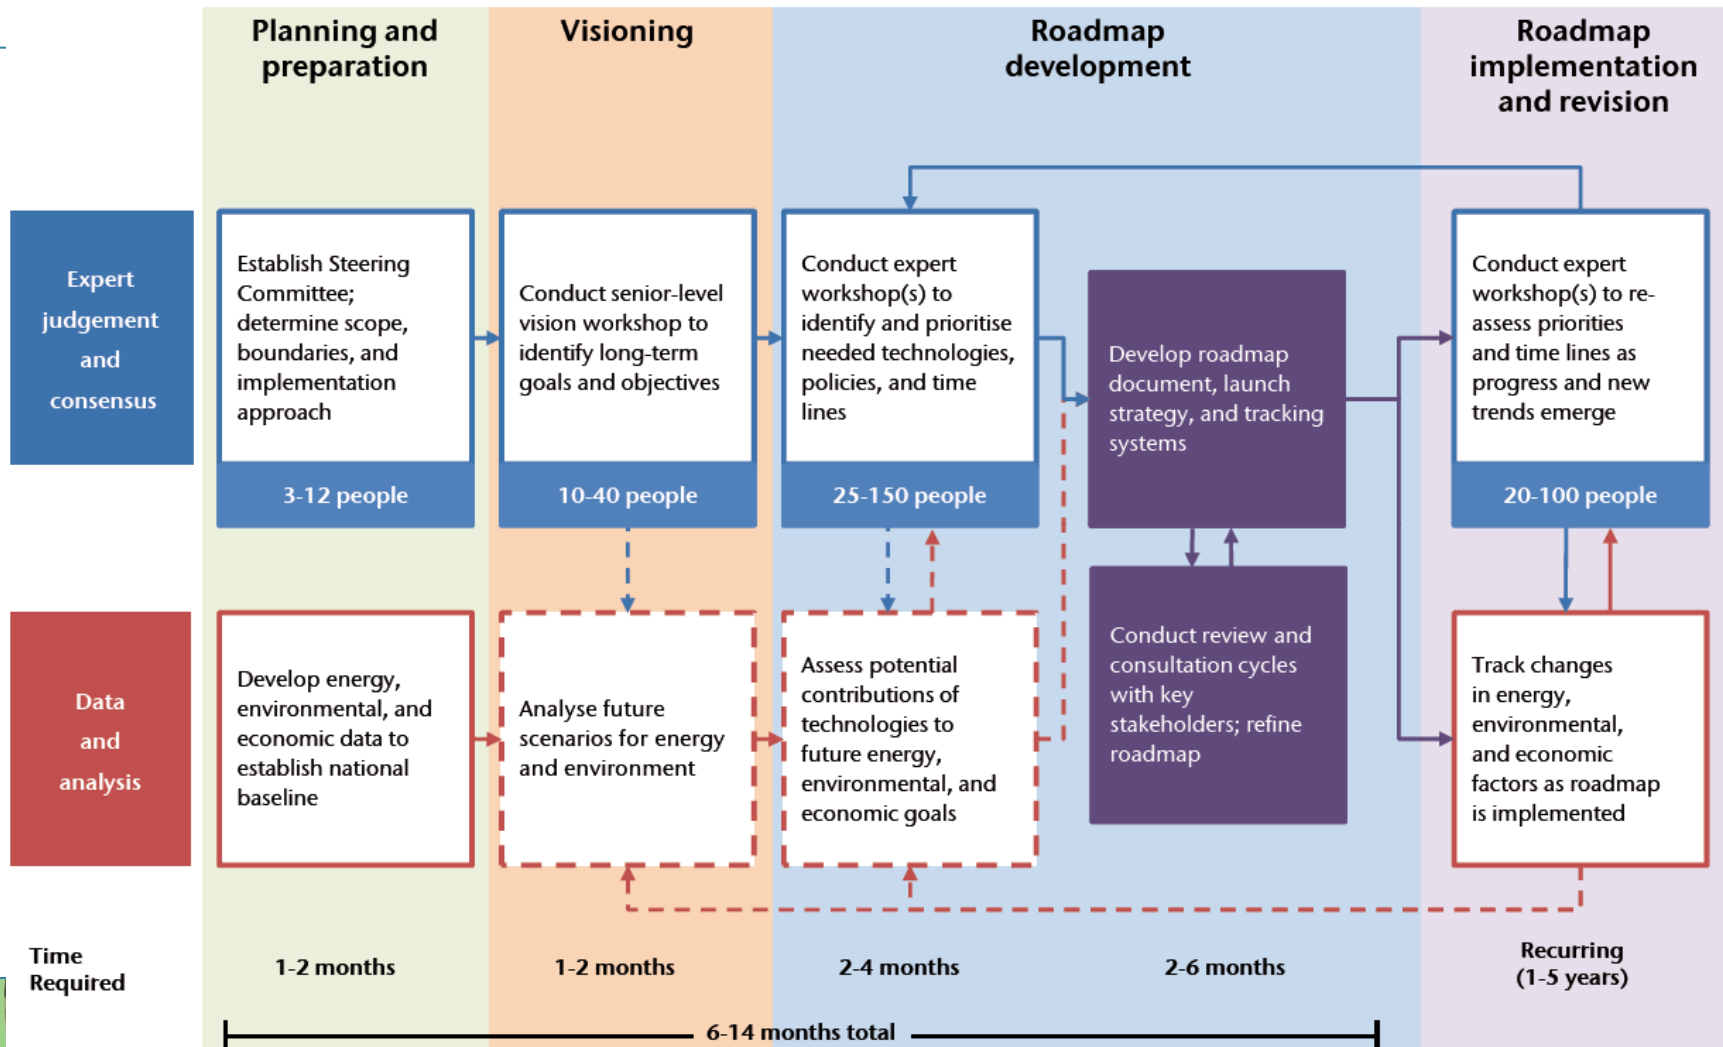 Planning and
preparation
Visioning
Roadmap
development
Roadmap
implementation
and revision
Expert
judgement
and
consensus
Establish Steering
Committee;
determine scope,
boundaries, and
implementation
approach
3-12 people
Conduct senior-level
vision workshop to
identify long-term
goals and objectives
10-40 people
Conduct expert
workshop(s) to
identify and prioritise
needed technologies,
policies, and time
lines
25-150 people
Develop roadmap
document, launch
strategy, and tracking
systems
Conduct expert
workshop(s) to re-
assess priorities
and time lines as
progress and new
trends emerge
20-100 people
Data
and
analysis
Develop energy,
environmental, and
economic data to
establish national
baseline
Analyse future
scenarios for energy
and environment
Assess potential
contributions of
technologies to
future energy,
environmental, and
economic goals
Conduct review and
consultation cycles
with key
stakeholders; refine
roadmap
Track changes
in energy,
environmental,
and economic
factors as roadmap
is implemented
Time
Required
1-2 months
1-2 months
2-4 months
2-6 months
Recurring
(1-5 years)
6-14 months total